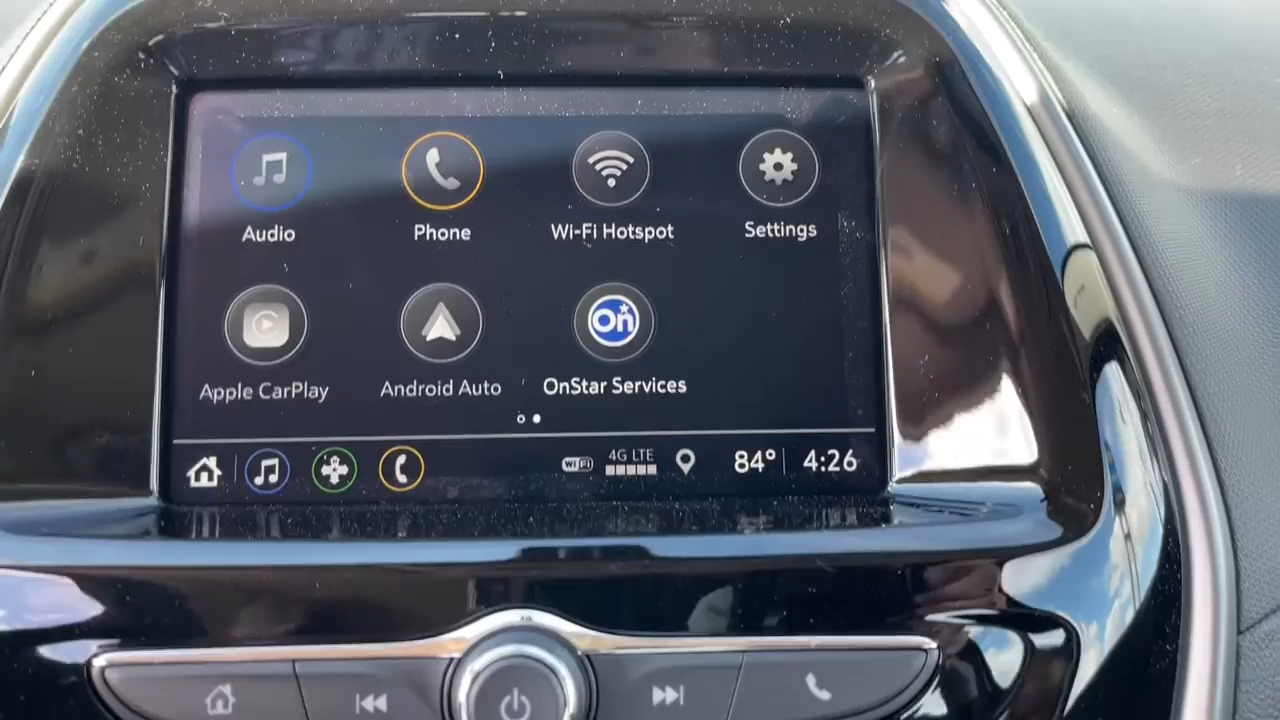 Audio Phone Wi-Fi Hotspot Settings
On
Apple CarPlay Android Auto OnStar Services
WiFi 4G LTE 84° 4:26